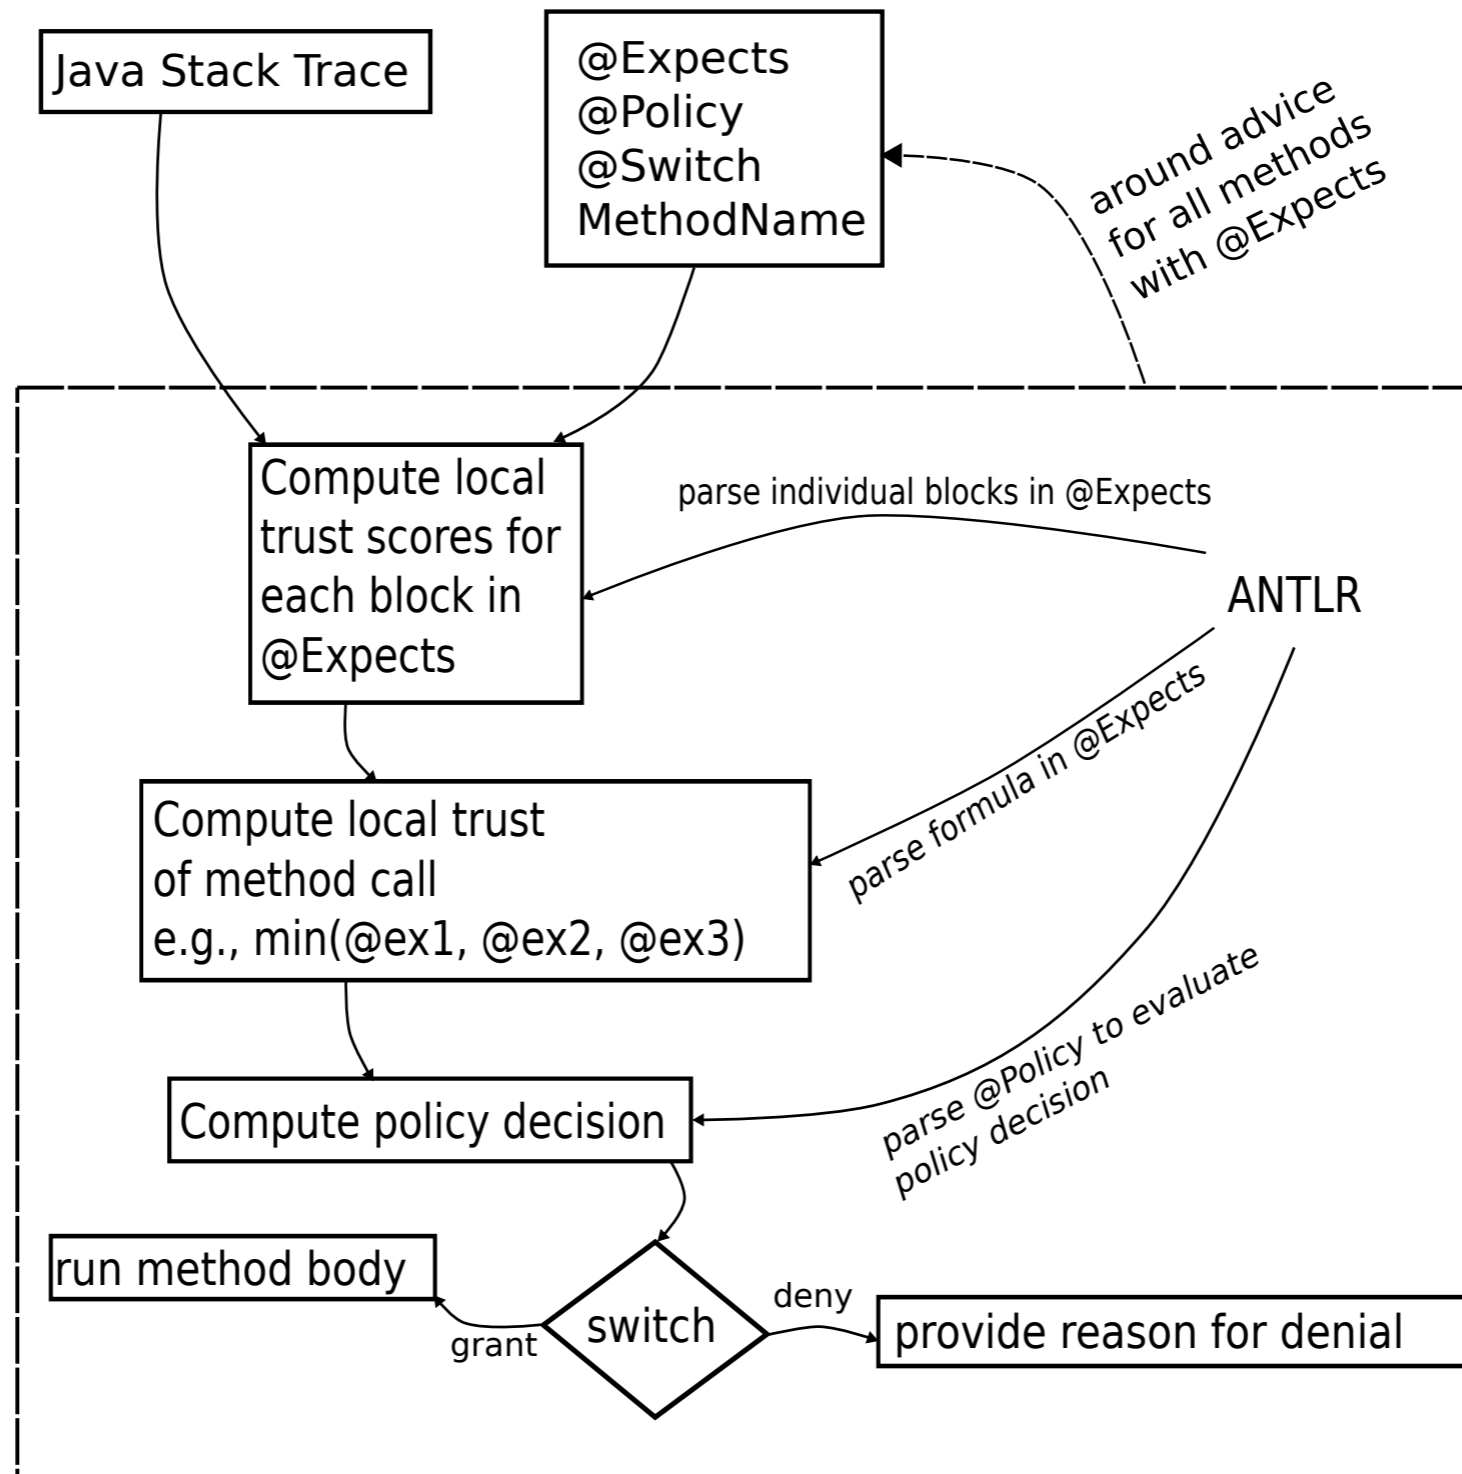 Java Stack Trace
@Expects
@Policy
@Switch
MethodName
around advice
for all methods
with @Expects
Compute local
trust scores for
each block in
@Expects
parse individual blocks in @Expects
ANTLR
parse formula in @Expects
Compute local trust
of method call
e.g., min(@ex1, @ex2, @ex3)
parse @Policy to evaluate
policy decision
Compute policy decision
run method body
grant
switch
deny
provide reason for denial